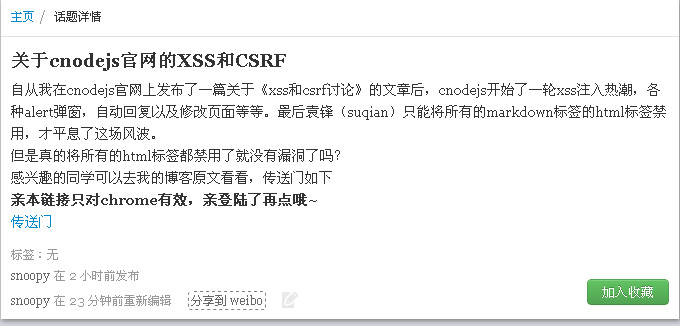 主页 / 话题详情
关于cnodejs官网的XSS和CSRF
自从我在cnodejs官网上发布了一篇关于《xss和csrf讨论》的文章后，cnodejs开始了一轮xss注入热潮，各
种alert弹窗，自动回复以及修改页面等等。最后袁锋（suqian）只能将所有的markdown标签的html标签禁
用，才平息了这场风波。
但是真的将所有的html标签都禁用了就没有漏洞了吗？
感兴趣的同学可以去我的博客原文看看，传送门如下
亲本链接只对chrome有效，亲登陆了再点哦~
传送门
标签：无
snoopy 在 2 小时前发布
snoopy 在 23 分钟前重新编辑 分享到 weibo
加入收藏